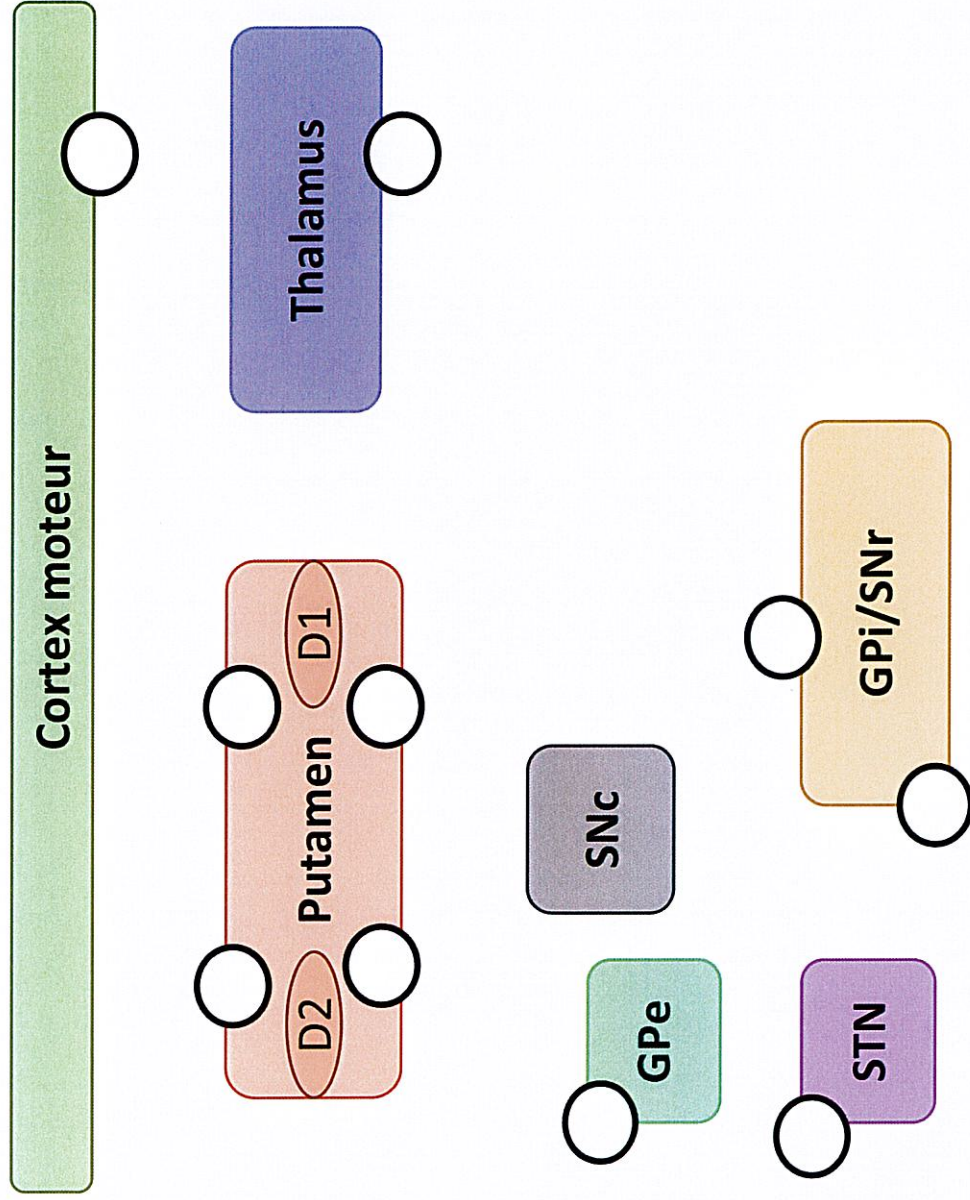 Cortex moteur
D2
Putamen
D1
Thalamus
GPe
SNc
STN
GPi/SNr